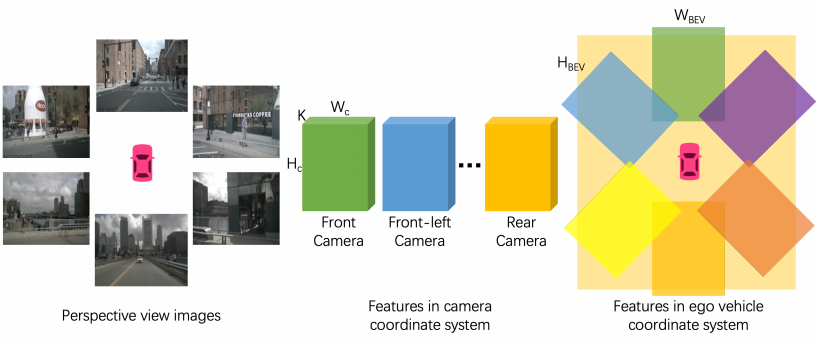 W_BEV
H_BEV
STARBUCKS COFFEE
K
W_c
H_c
Front
Camera
Front-left
Camera
Rear
Camera
Perspective view images
Features in camera
coordinate system
Features in ego vehicle
coordinate system